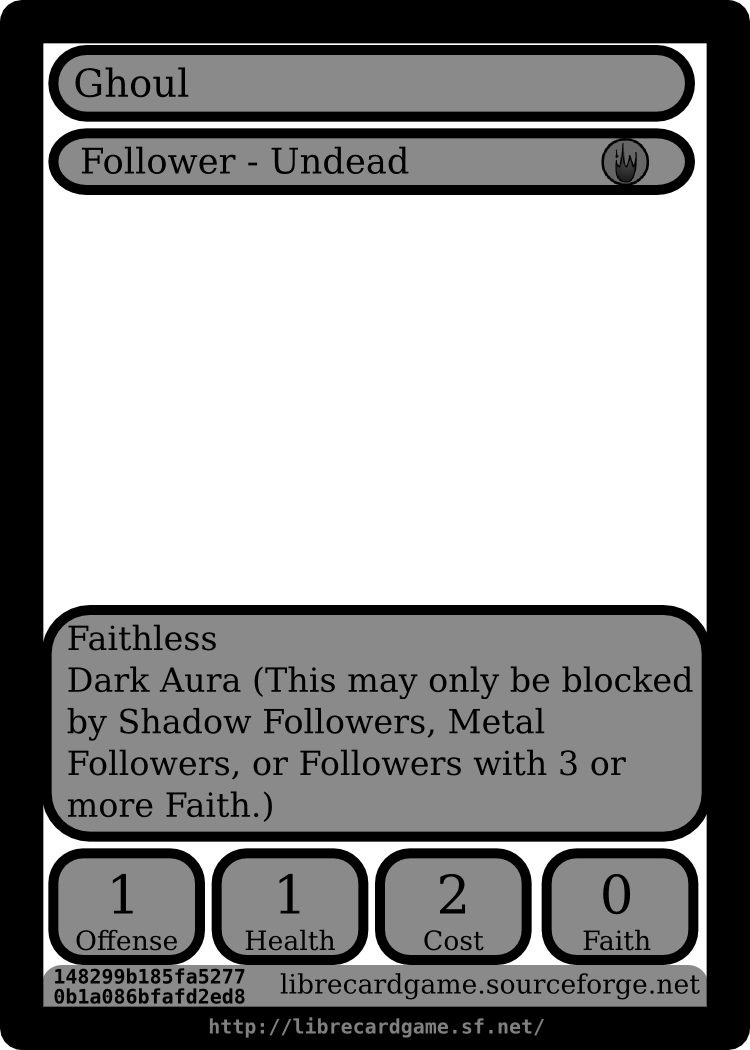 Ghoul
Follower - Undead
Faithless
Dark Aura (This may only be blocked
by Shadow Followers, Metal
Followers, or Followers with 3 or
more Faith.)
1 1 2 0
Offense Health Cost Faith
148299b185fa5277
0b1a086bfafd2ed8
librecardgame.sourceforge.net
http://librecardgame.sf.net/